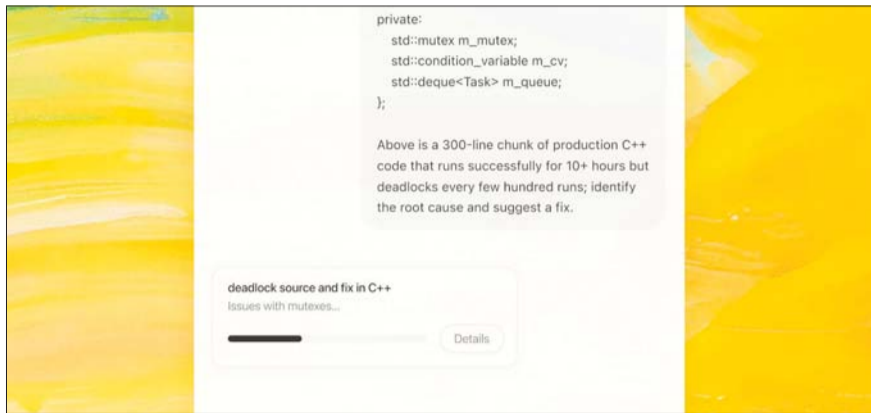 private:
std::mutex m_mutex;
std::condition_variable m_cv;
std::deque<Task> m_queue;
};
Above is a 300-line chunk of production C++
code that runs successfully for 10+ hours but
deadlocks every few hundred runs; identify
the root cause and suggest a fix.
deadlock source and fix in C++
Issues with mutexes...
Details